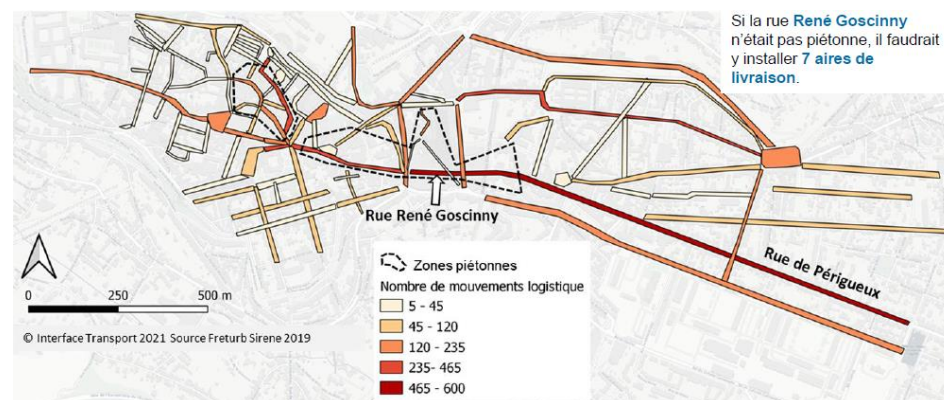 Si la rue René Goscinny
n'était pas piétonne, il faudrait
y installer 7 aires de
livraison.
Rue René Goscinny
Rue de Périgueux
Zones piétonnes
Nombre de mouvements logistique
5 - 45
45 - 120
120 - 235
235- 465
465 - 600
0 250 500 m
© Interface Transport 2021 Source Freturb Sirene 2019